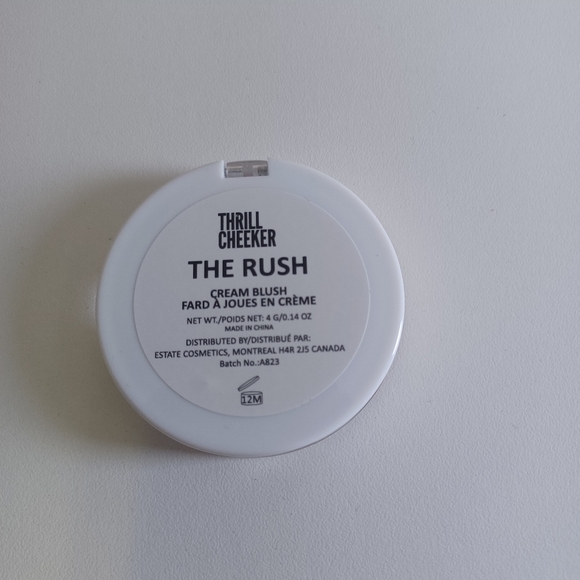 THRILL
CHEEKER
THE RUSH
CREAM BLUSH
FARD À JOUES EN CRÈME
NET WT./POIDS NET: 4 G/0.14 OZ
MADE IN CHINA
DISTRIBUTED BY/DISTRIBUÉ PAR:
ESTATE COSMETICS, MONTREAL H4R 2J5 CANADA
Batch No.:AB23
12M